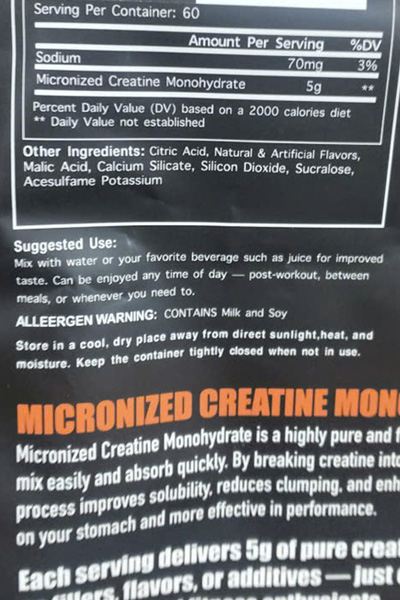 Serving Per Container: 60
Amount Per Serving %DV
Sodium 70mg 3%
Micronized Creatine Monohydrate 5g **
Percent Daily Value (DV) based on a 2000 calories diet
** Daily Value not established
Other Ingredients: Citric Acid, Natural & Artificial Flavors,
Malic Acid, Calcium Silicate, Silicon Dioxide, Sucralose,
Acesulfame Potassium
Suggested Use:
Mix with water or your favorite beverage such as juice for improved
taste. Can be enjoyed any time of day — post-workout, between
meals, or whenever you need to.
ALLEERGEN WARNING: CONTAINS Milk and Soy
Store in a cool, dry place away from direct sunlight,heat, and
moisture. Keep the container tightly closed when not in use.
MICRONIZED CREATINE MON
Micronized Creatine Monohydrate is a highly pure and f
mix easily and absorb quickly. By breaking creatine into
process improves solubility, reduces clumping, and enh
on your stomach and more effective in performance.
Each serving delivers 5g of pure creat
fillers, flavors, or additives — just